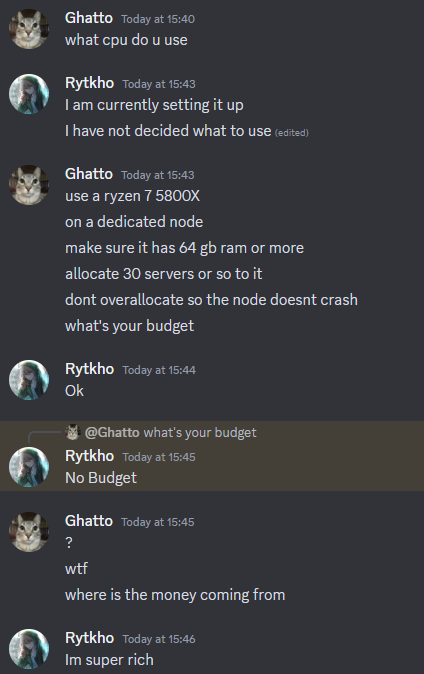 Ghatto Today at 15:40
what cpu do u use
Rytkho Today at 15:43
I am currently setting it up
I have not decided what to use (edited)
Ghatto Today at 15:43
use a ryzen 7 5800X
on a dedicated node
make sure it has 64 gb ram or more
allocate 30 servers or so to it
dont overallocate so the node doesnt crash
what's your budget
Rytkho Today at 15:44
Ok
@Ghatto what's your budget
Rytkho Today at 15:45
No Budget
Ghatto Today at 15:45
?
wtf
where is the money coming from
Rytkho Today at 15:46
Im super rich